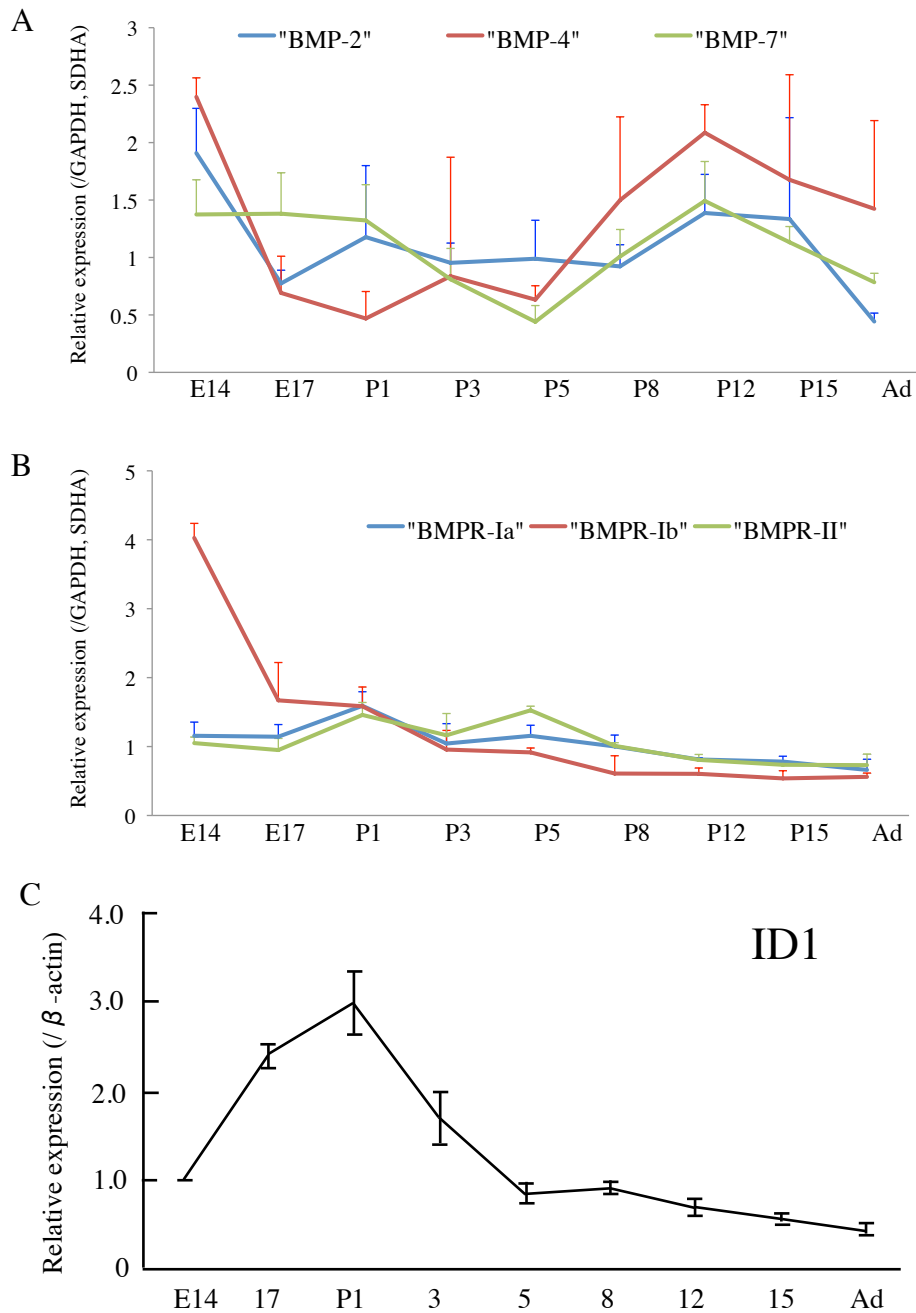 A
"BMP-2" "BMP-4" "BMP-7"
Relative expression (/GAPDH, SDHA)
3
2.5
2
1.5
1
0.5
0
E14 E17 P1 P3 P5 P8 P12 P15 Ad
B
"BMPR-Ia" "BMPR-Ib" "BMPR-II"
Relative expression (/GAPDH, SDHA)
5
4
3
2
1
0
E14 E17 P1 P3 P5 P8 P12 P15 Ad
C
ID1
Relative expression (/ β -actin)
4.0
3.0
2.0
1.0
0
E14 17 P1 3 5 8 12 15 Ad